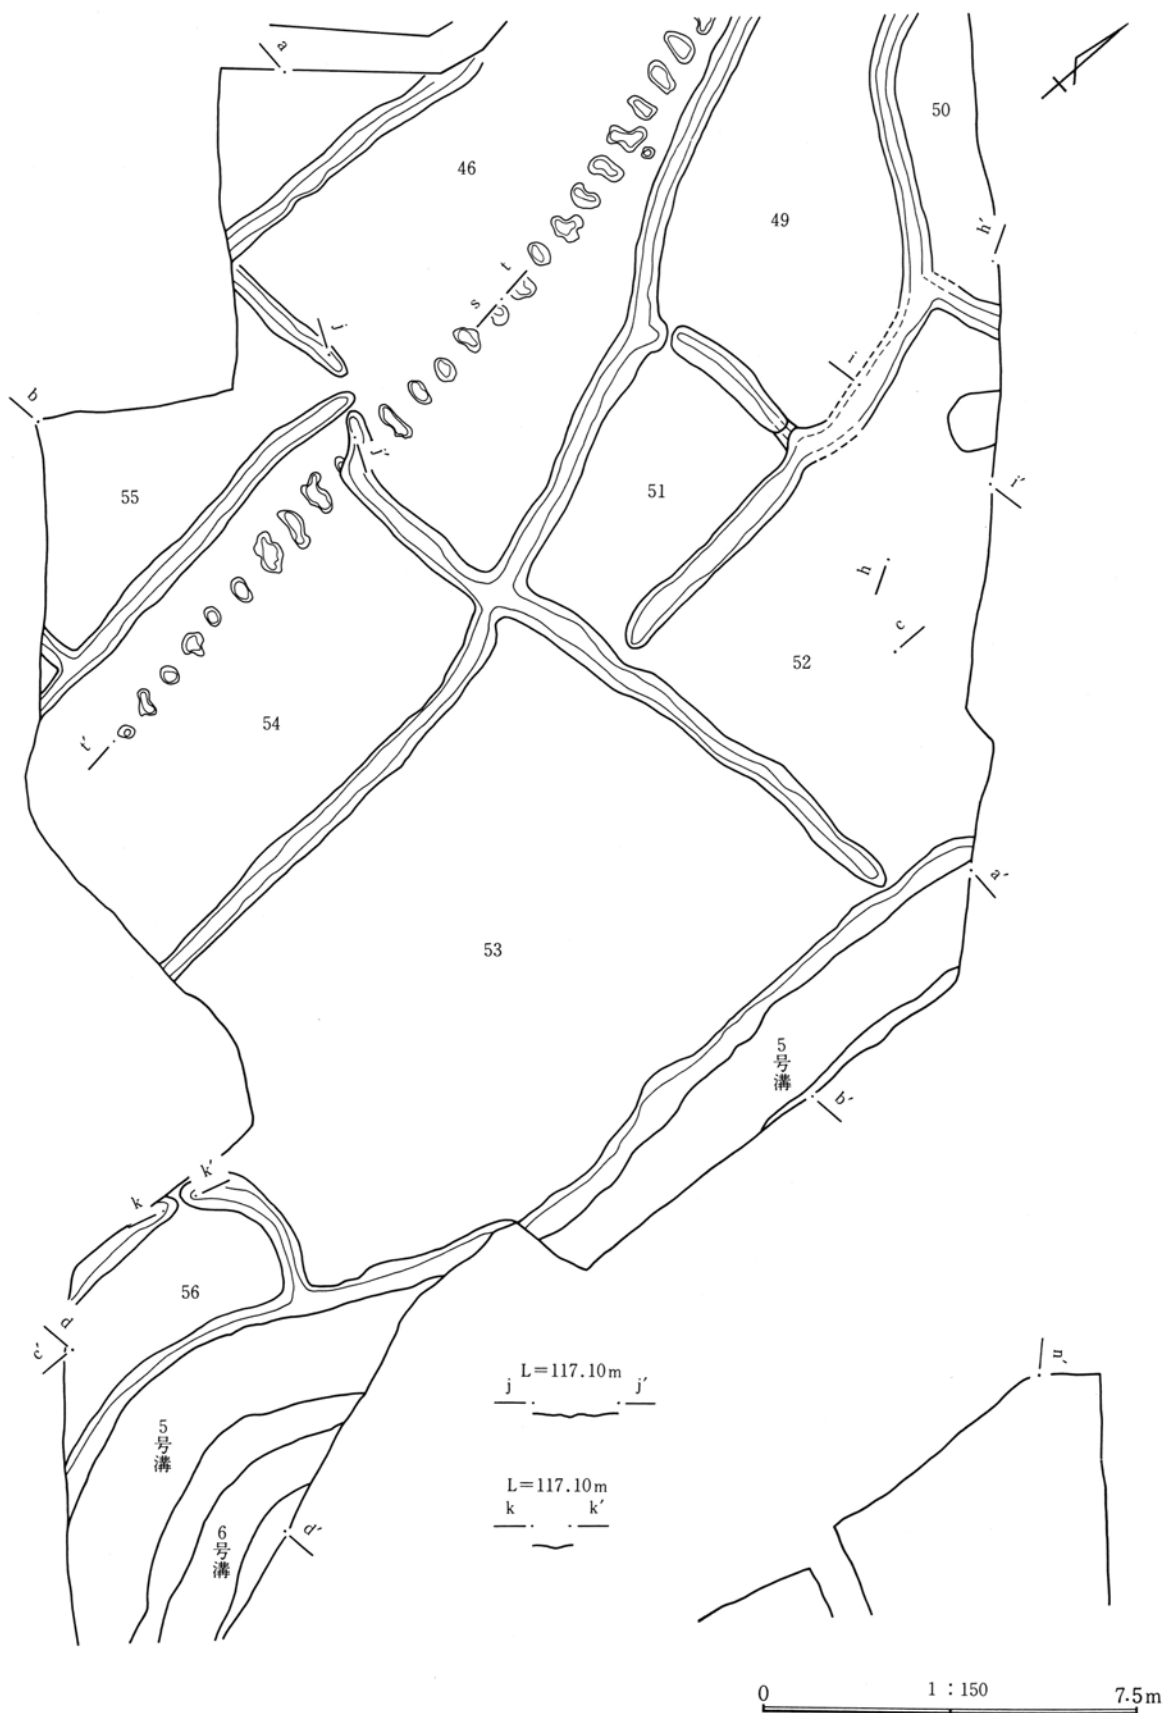 a
50
46
49
h′
t
s
j
i
b
j′
55
51
i′
h
c
52
54
t′
a′
53
5号溝
b′
k′
k
56
d
c′
L=117.10m
j j′
n′
5号溝
L=117.10m
k k′
6号溝
d′
0 1：150 7.5m